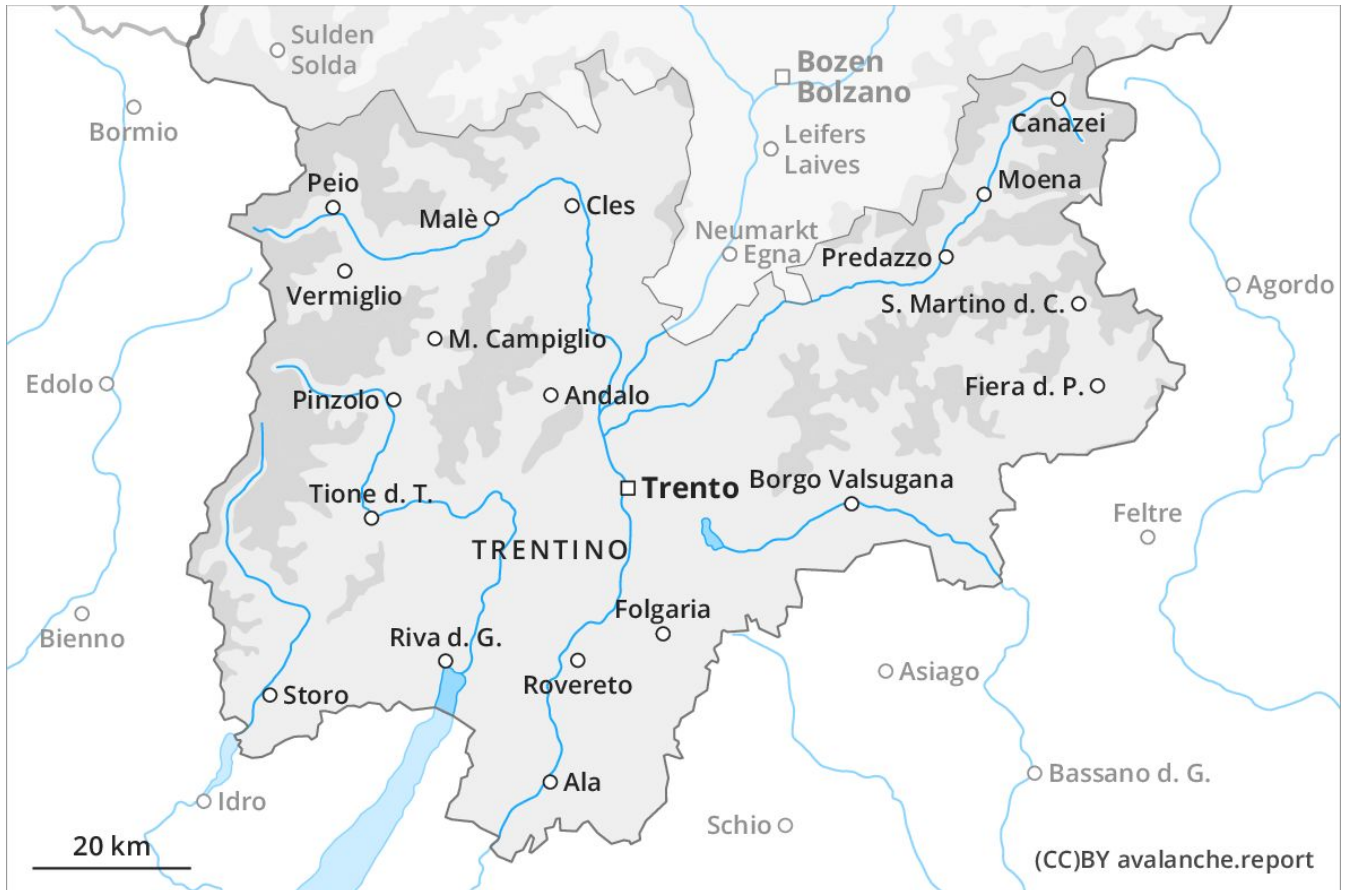 Sulden
Solda
Bozen
Bolzano
Bormio
Canazei
Leifers
Laives
Peio
Moena
Malè
Cles
Neumarkt
Egna
Predazzo
Vermiglio
Agordo
S. Martino d. C.
M. Campiglio
Edolo
Pinzolo
Andalo
Fiera d. P.
Trento
Borgo Valsugana
Tione d. T.
Feltre
TRENTINO
Folgaria
Bienno
Riva d. G.
Asiago
Rovereto
Storo
Bassano d. G.
Ala
Idro
Schio
20 km
(CC)BY avalanche.report